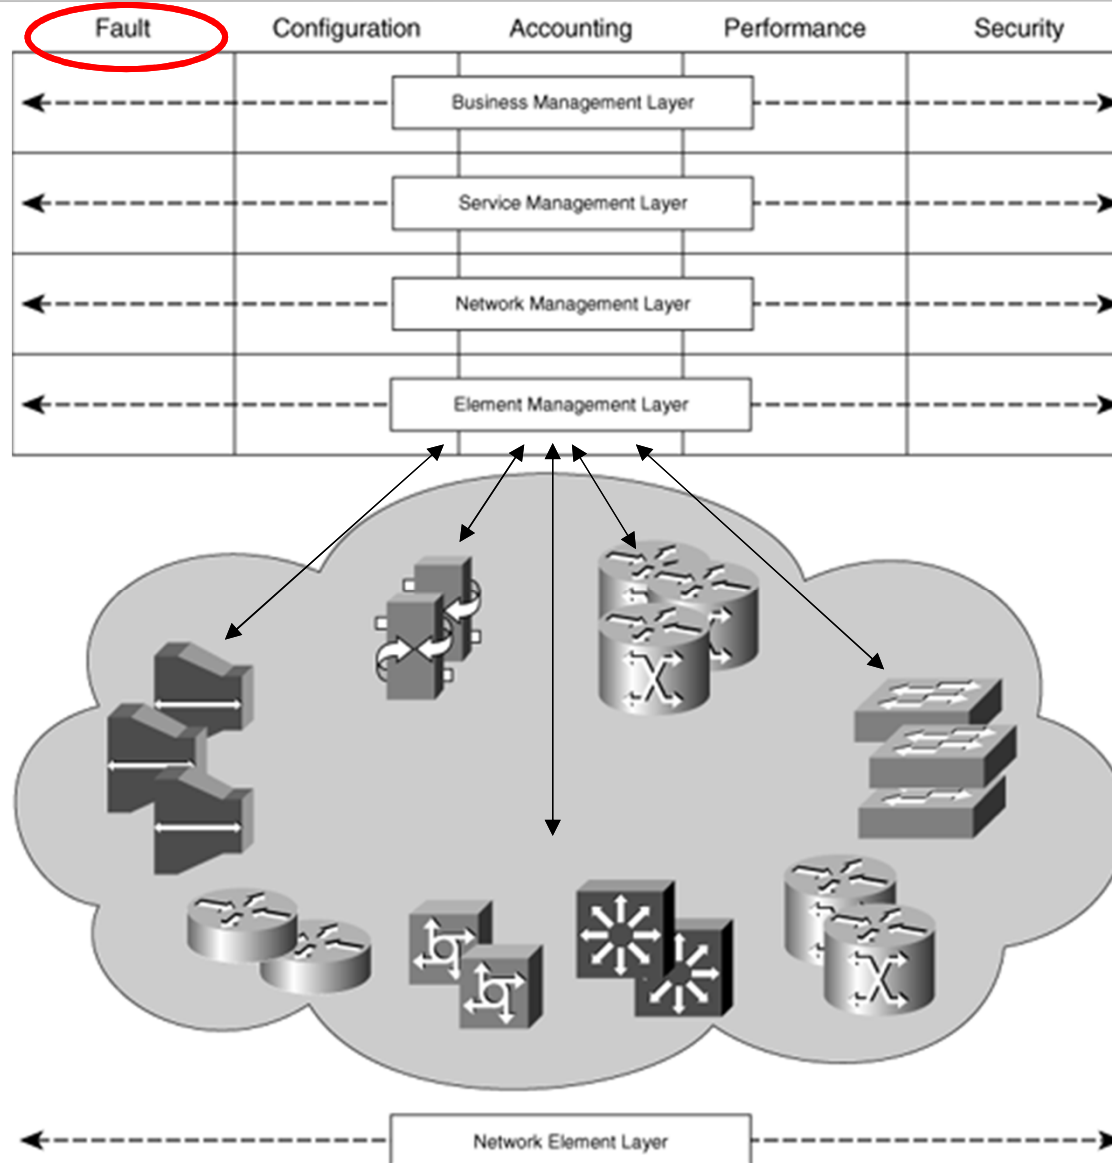 Fault Configuration Accounting Performance Security
Business Management Layer
Service Management Layer
Network Management Layer
Element Management Layer
Network Element Layer